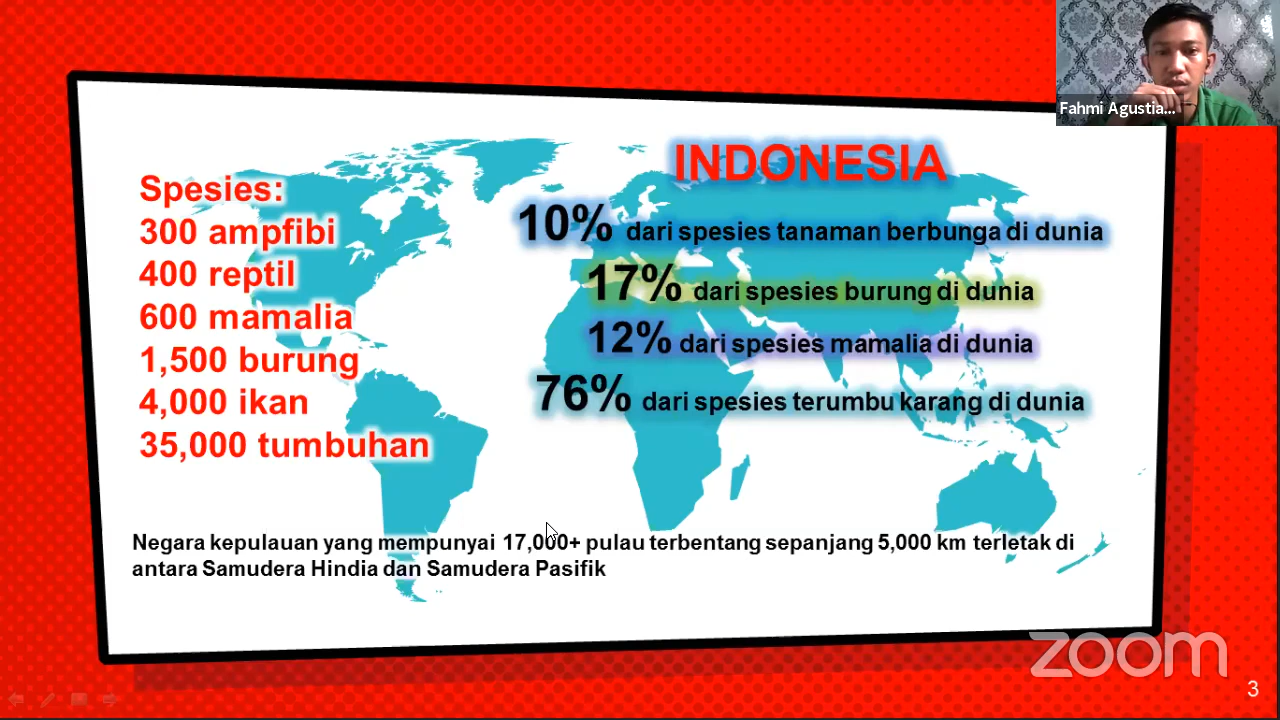 Fahmi Agustia...
INDONESIA
Spesies:
300 ampfibi
400 reptil
600 mamalia
1,500 burung
4,000 ikan
35,000 tumbuhan
10% dari spesies tanaman berbunga di dunia
17% dari spesies burung di dunia
12% dari spesies mamalia di dunia
76% dari spesies terumbu karang di dunia
Negara kepulauan yang mempunyai 17,000+ pulau terbentang sepanjang 5,000 km terletak di
antara Samudera Hindia dan Samudera Pasifik
zoom
3